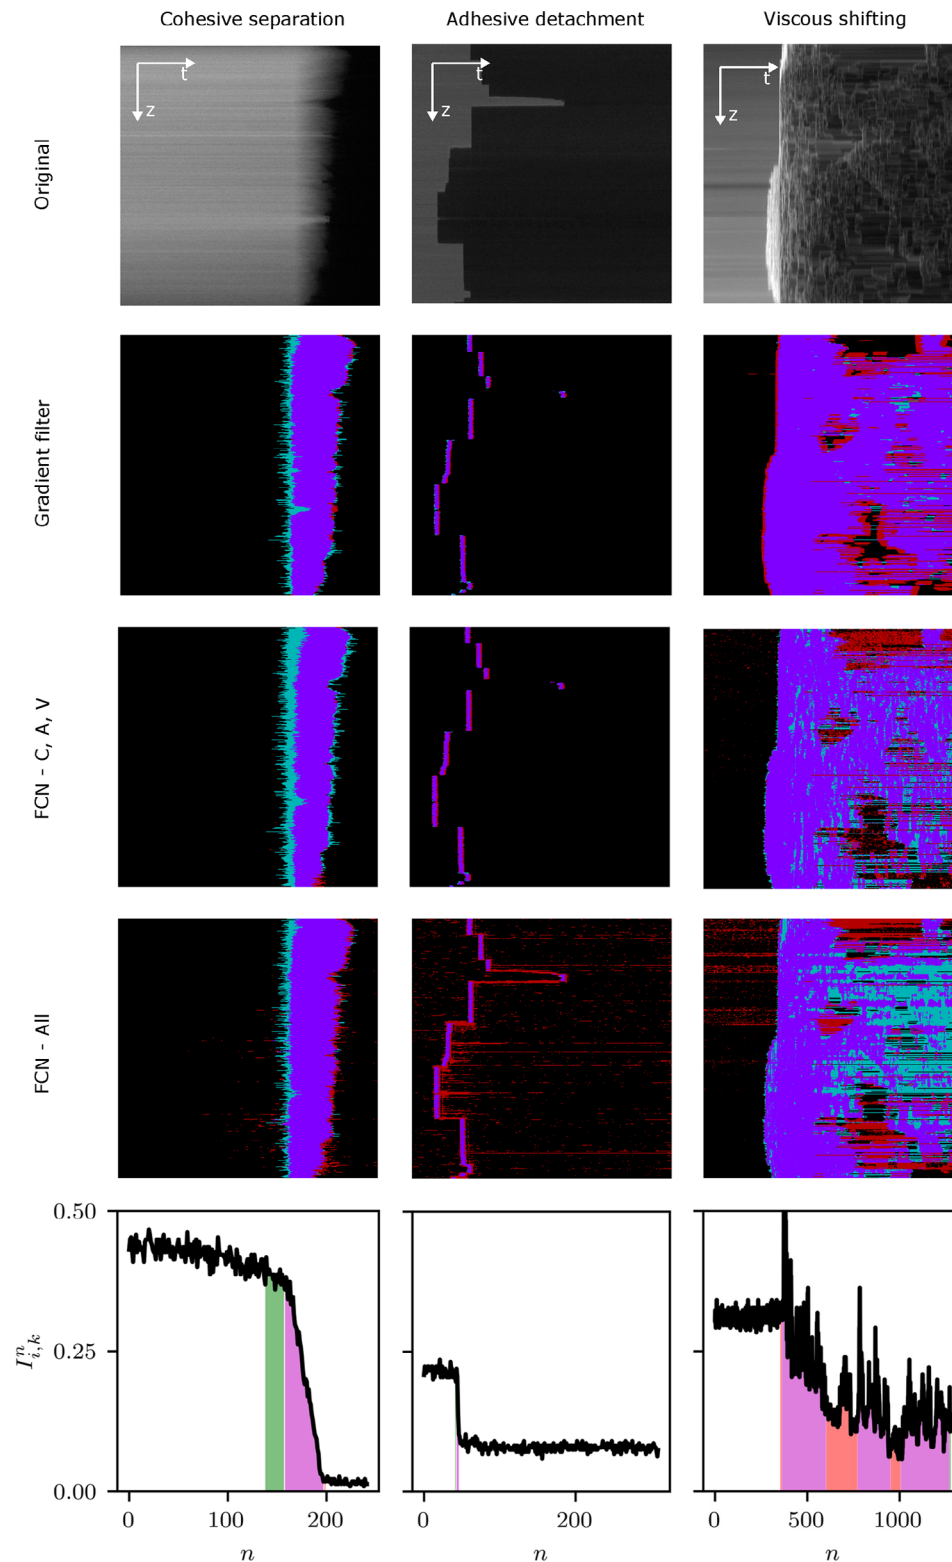 Cohesive separation Adhesive detachment Viscous shifting
Original
t
z
t
z
t
z
Gradient filter
FCN - C, A, V
FCN - All
0.50
0.25
0.00
I^n_{i,k}
0 100 200
0 200
0 500 1000
n n n